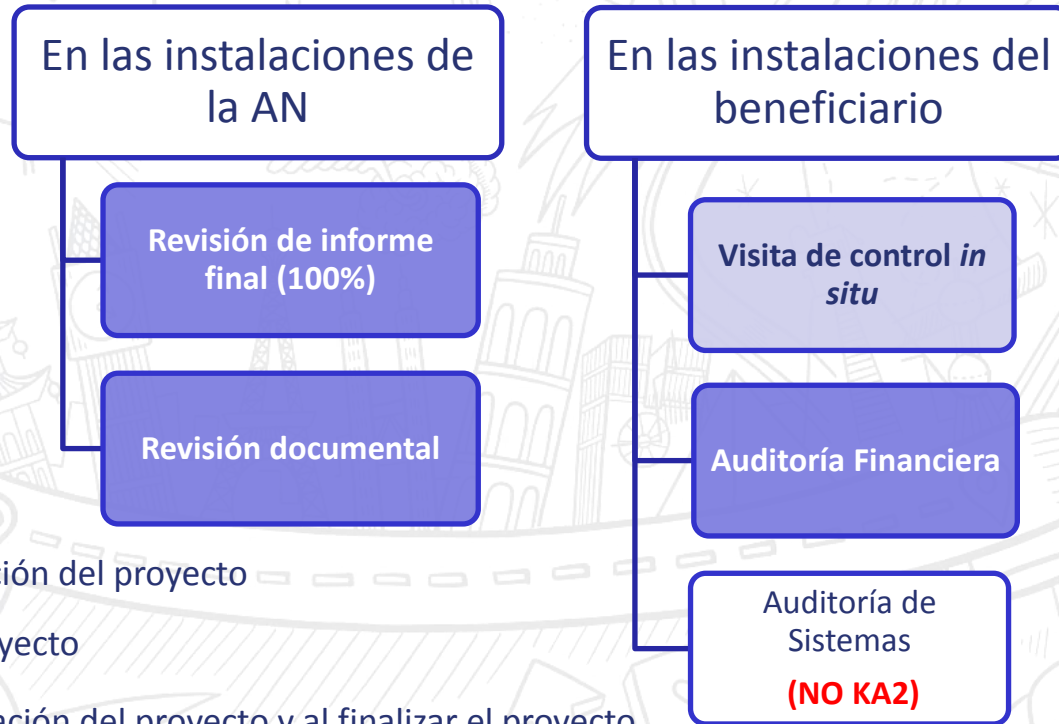 En las instalaciones de
la AN
Revisión de informe
final (100%)
Revisión documental
En las instalaciones del
beneficiario
Visita de control in
situ
Auditoría Financiera
Auditoría de
Sistemas
(NO KA2)
ción del proyecto
yecto
ación del proyecto y al finalizar el proyecto